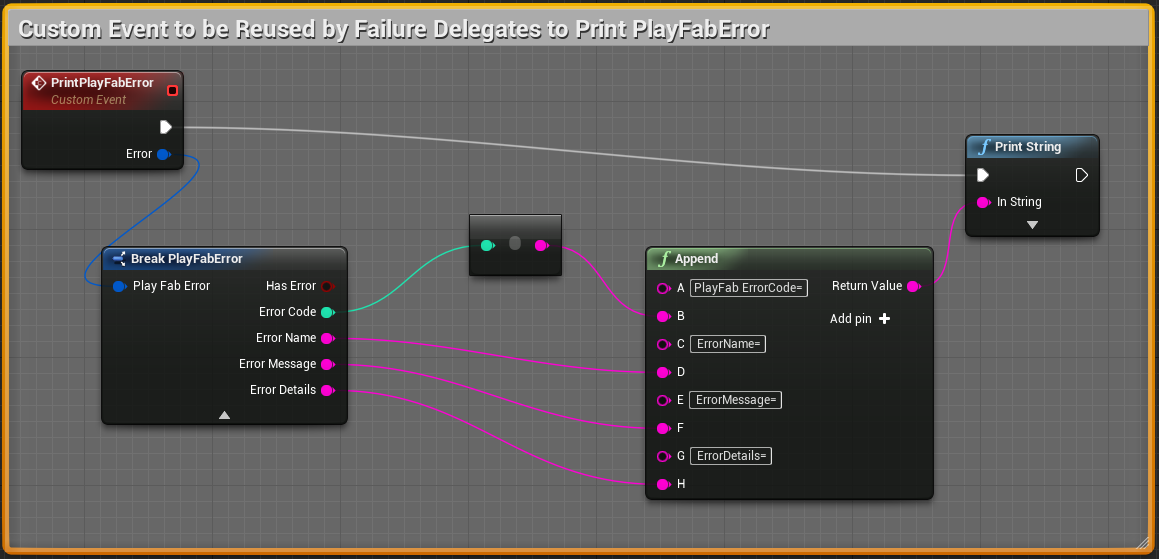 Custom Event to be Reused by Failure Delegates to Print PlayFabError
PrintPlayFabError
Custom Event
Error
Print String
In String
Break PlayFabError
Play Fab Error
Has Error
Error Code
Error Name
Error Message
Error Details
Append
A PlayFab ErrorCode=
Return Value
B
Add pin
C ErrorName=
D
E ErrorMessage=
F
G ErrorDetails=
H